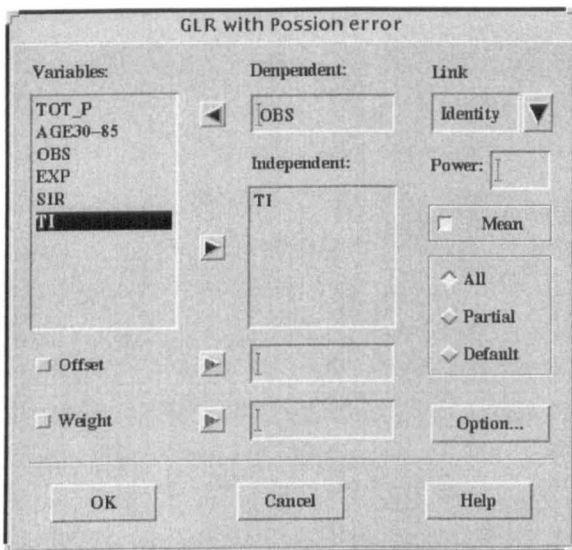 GLR with Possion error
Variables:
TOT_P
AGE30-85
OBS
EXP
SIR
TI
Denpendent:
OBS
Independent:
TI
Link
Identity
Power:
Mean
All
Partial
Default
Offset
Weight
Option...
OK
Cancel
Help